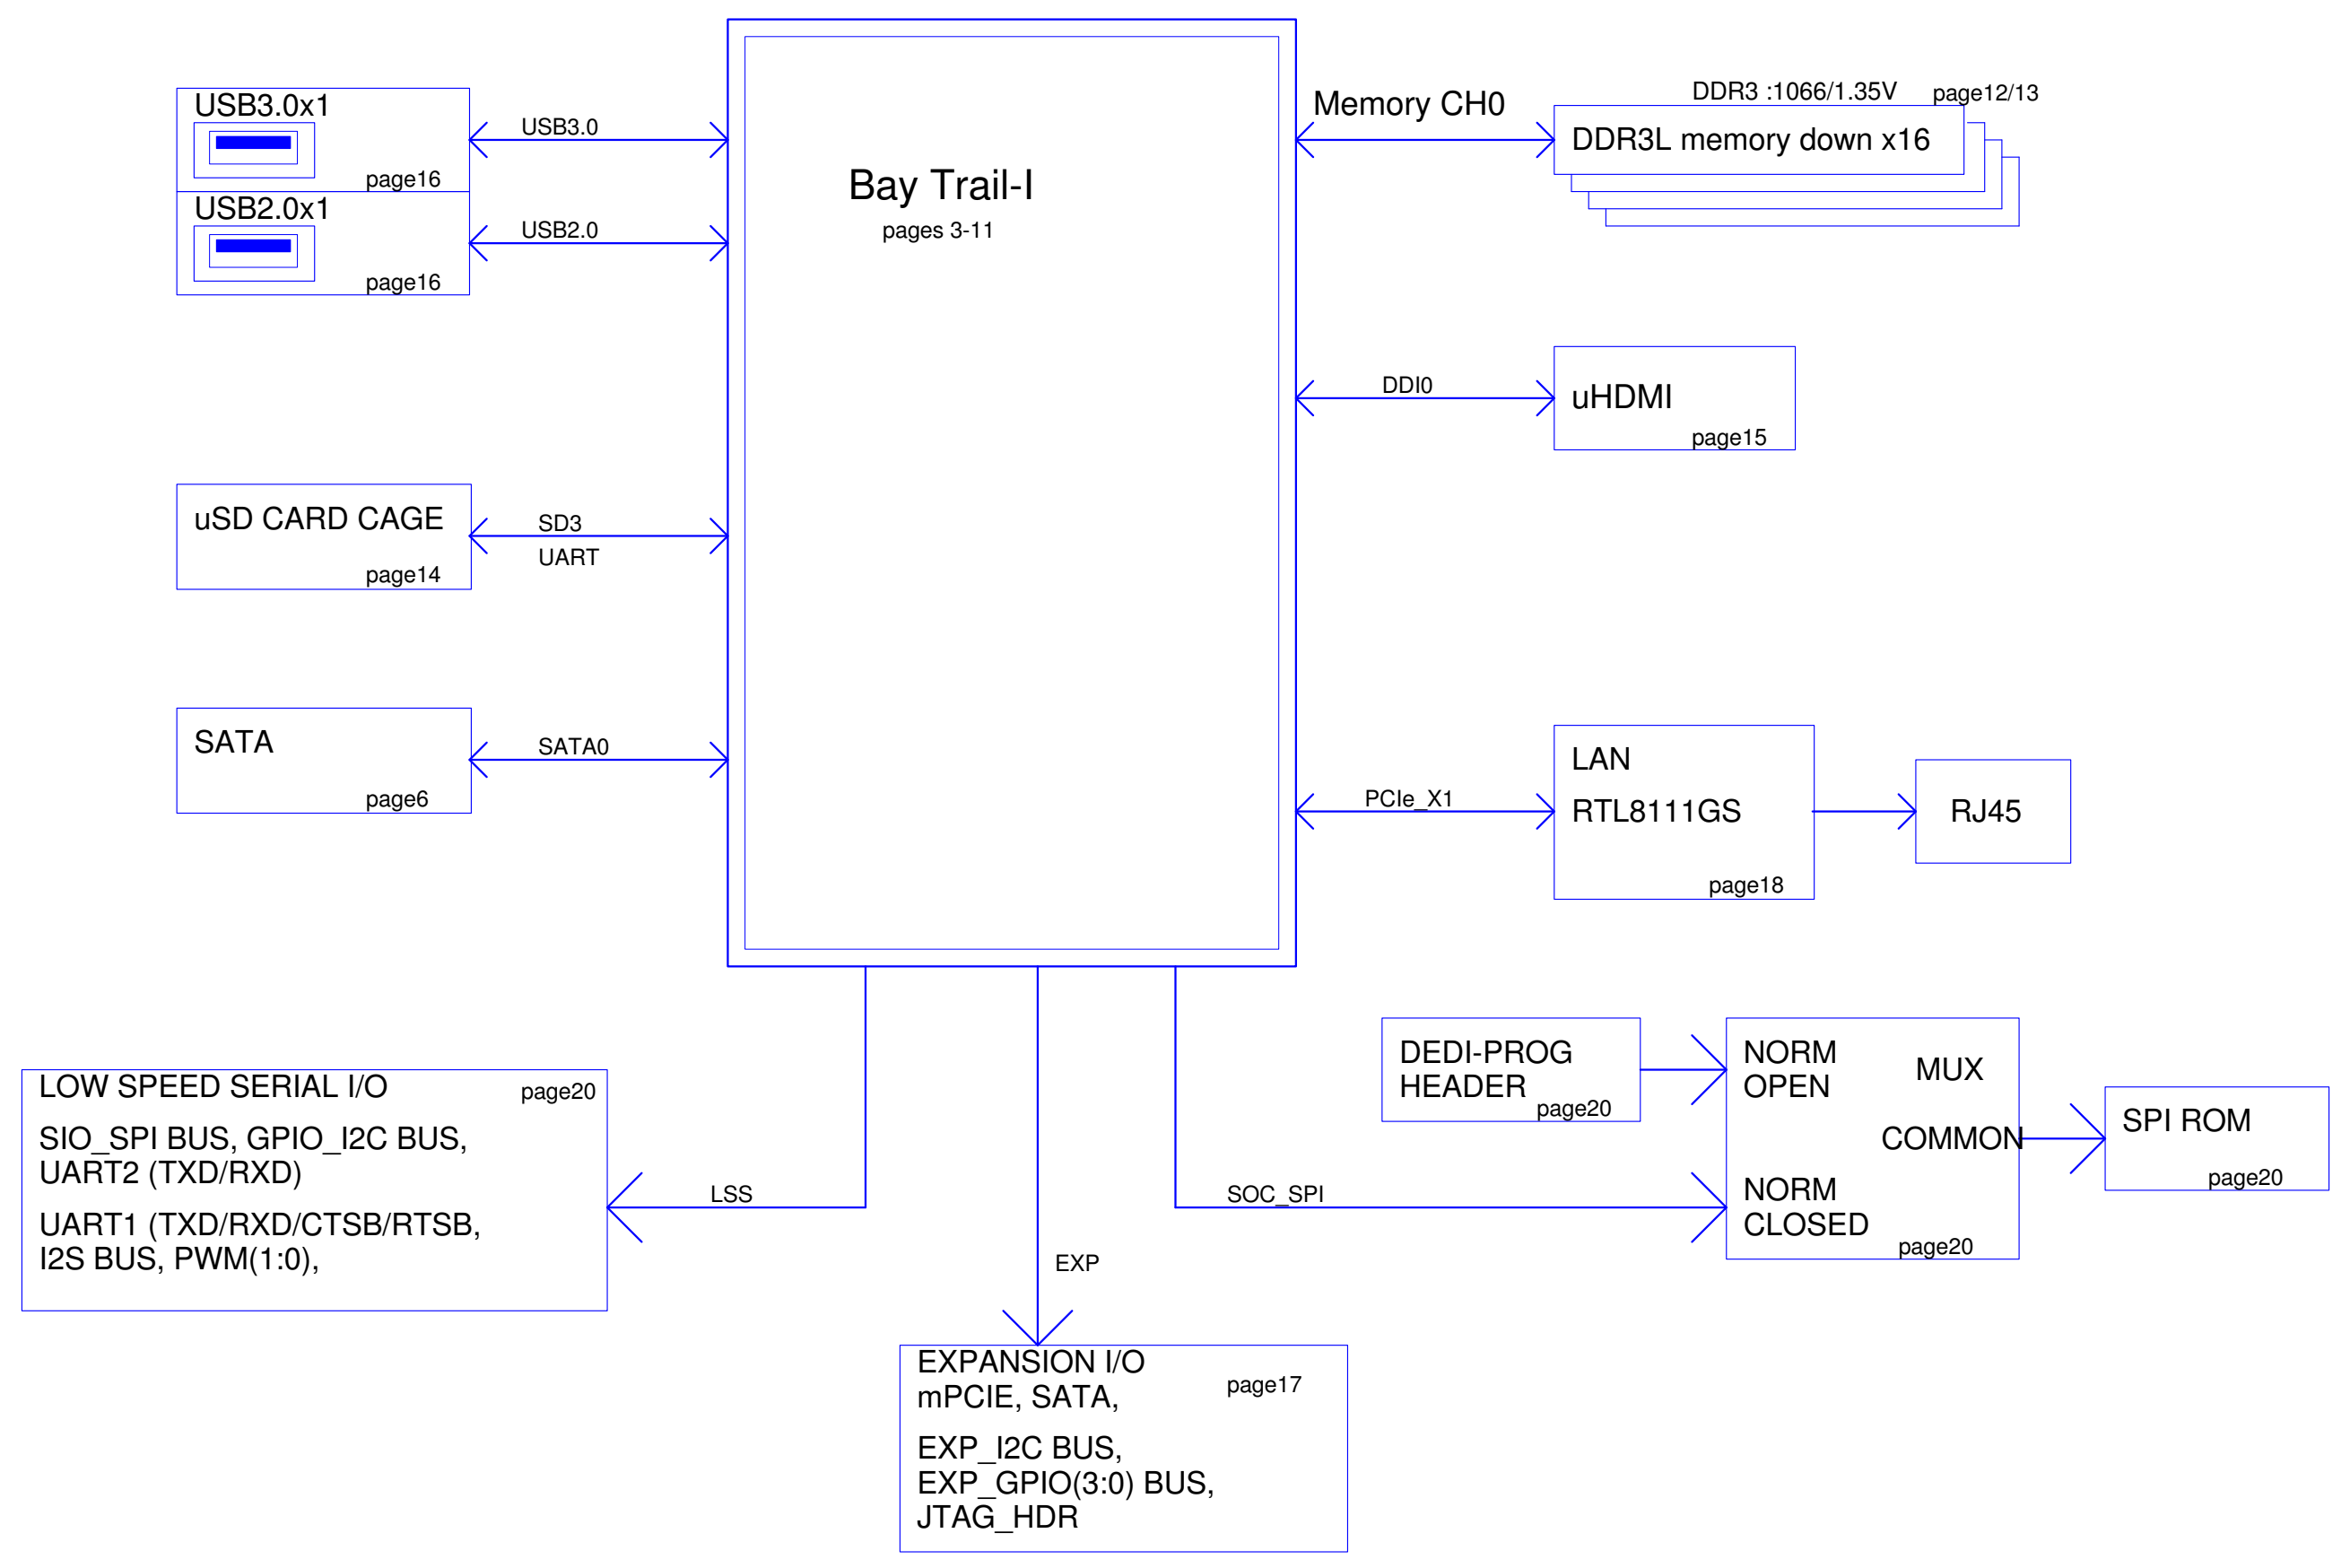 USB3.0x1
page16
USB2.0x1
page16
USB3.0
USB2.0
Bay Trail-I
pages 3-11
Memory CH0
DDR3 :1066/1.35V
page12/13
DDR3L memory down x16
DDI0
uHDMI
page15
uSD CARD CAGE
page14
SD3
UART
SATA
page6
SATA0
PCIe_X1
LAN
RTL8111GS
page18
RJ45
LOW SPEED SERIAL I/O
page20
SIO_SPI BUS, GPIO_I2C BUS,
UART2 (TXD/RXD)
UART1 (TXD/RXD/CTSB/RTSB,
I2S BUS, PWM(1:0),
LSS
EXP
SOC_SPI
DEDI-PROG
HEADER
page20
NORM
OPEN
MUX
COMMON
NORM
CLOSED
page20
SPI ROM
page20
EXPANSION I/O
mPCIE, SATA,
page17
EXP_I2C BUS,
EXP_GPIO(3:0) BUS,
JTAG_HDR